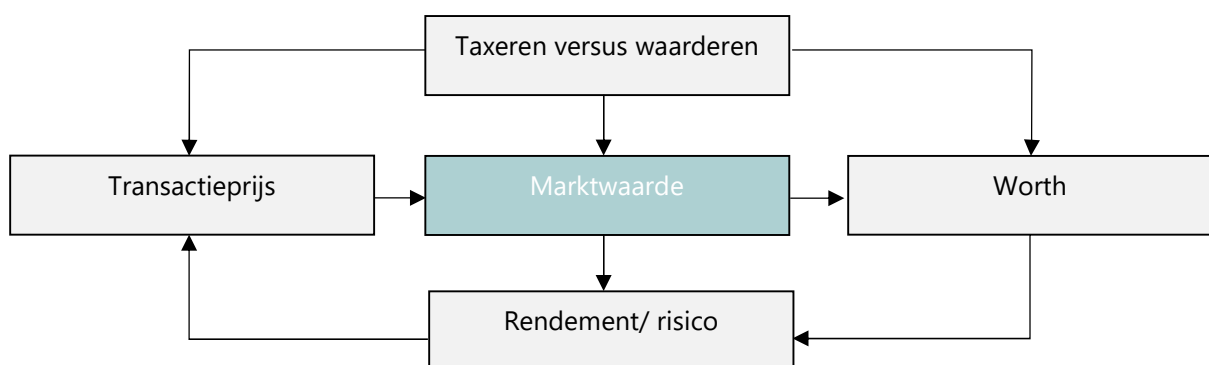 Taxeren versus waarderen
Transactieprijs
Marktwaarde
Worth
Rendement/ risico